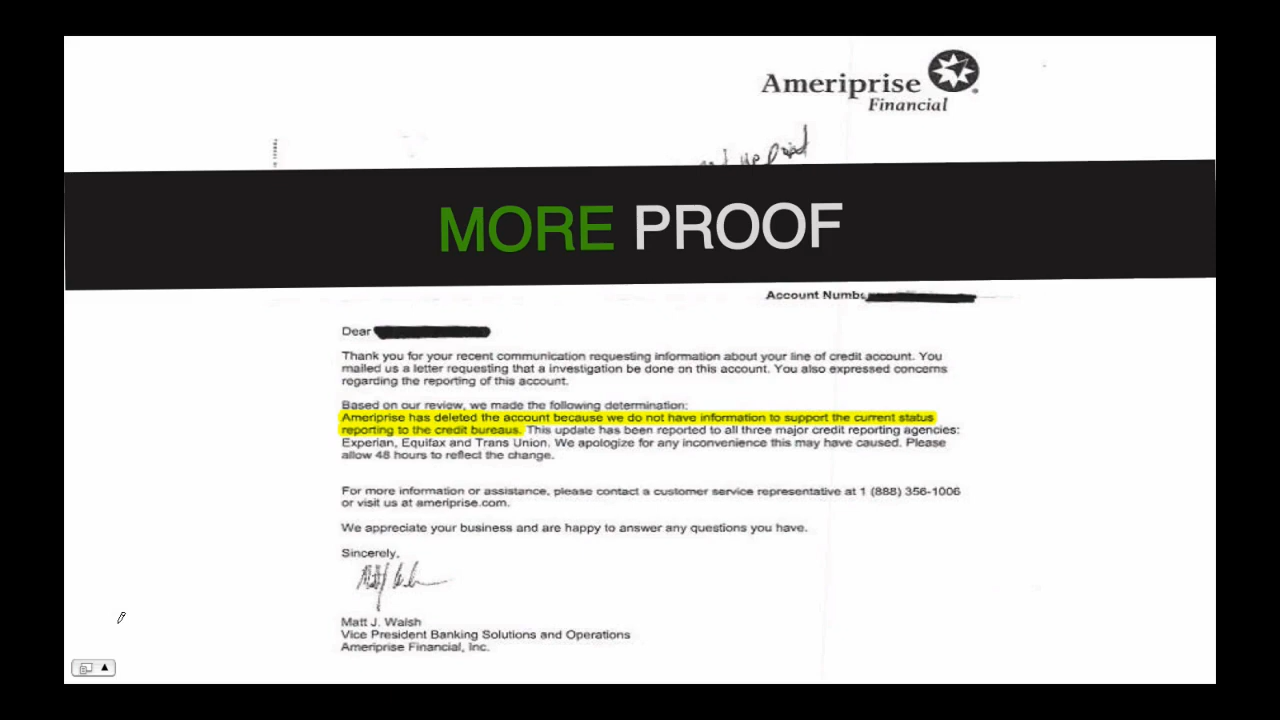 Ameriprise
Financial
MORE PROOF
Account Numbe
Dear
Thank you for your recent communication requesting information about your line of credit account. You
mailed us a letter requesting that a investigation be done on this account. You also expressed concerns
regarding the reporting of this account.
Based on our review, we made the following determination:
Ameriprise has deleted the account because we do not have information to support the current status
reporting to the credit bureaus. This update has been reported to all three major credit reporting agencies:
Experian, Equifax and Trans Union. We apologize for any inconvenience this may have caused. Please
allow 48 hours to reflect the change.
For more information or assistance, please contact a customer service representative at 1 (888) 356-1006
or visit us at ameriprise.com.
We appreciate your business and are happy to answer any questions you have.
Sincerely,
Matt J. Walsh
Vice President Banking Solutions and Operations
Ameriprise Financial, Inc.